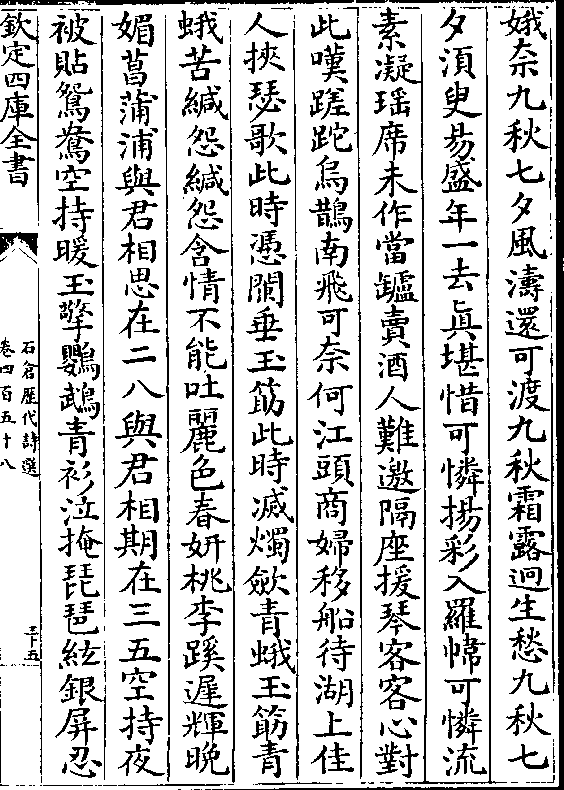 娥奈九秋七夕風濤還可渡九秋霜露迥生愁九秋七
夕須臾易盛年一去眞堪惜可憐揚彩入羅幃可憐流
素凝瑶席未作當鑪賣酒人難邀隔座援琴客客心對
此嘆蹉跎烏鵲南飛可奈何江頭商婦移船待湖上佳
人挾瑟歌此時憑闌垂玉筯此時滅燭斂青蛾玉筯青
蛾苦緘怨緘怨含情不能吐麗色春妍桃李蹊遲輝晩
媚菖蒲浦與君相思在二八與君相期在三五空持夜
被貼鴛鴦空持暖玉擎鸚鵡青衫泣掩琵琶絃銀屏忍
欽定四庫全書
石倉歷代詩選
卷四百五十八
三十五